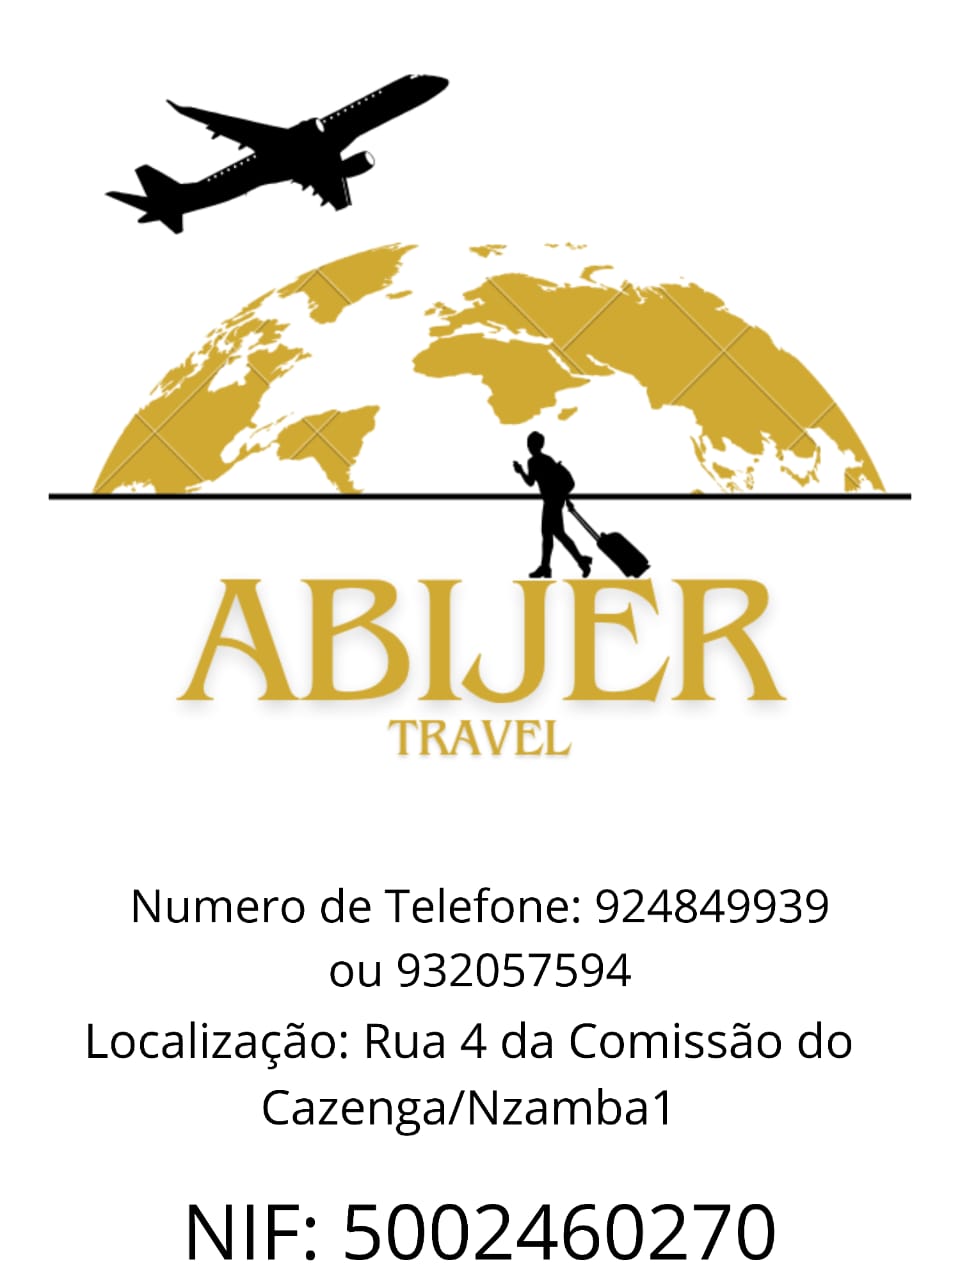 ABIJER
TRAVEL
Numero de Telefone: 924849939
ou 932057594
Localização: Rua 4 da Comissão do
Cazenga/Nzamba1
NIF: 5002460270